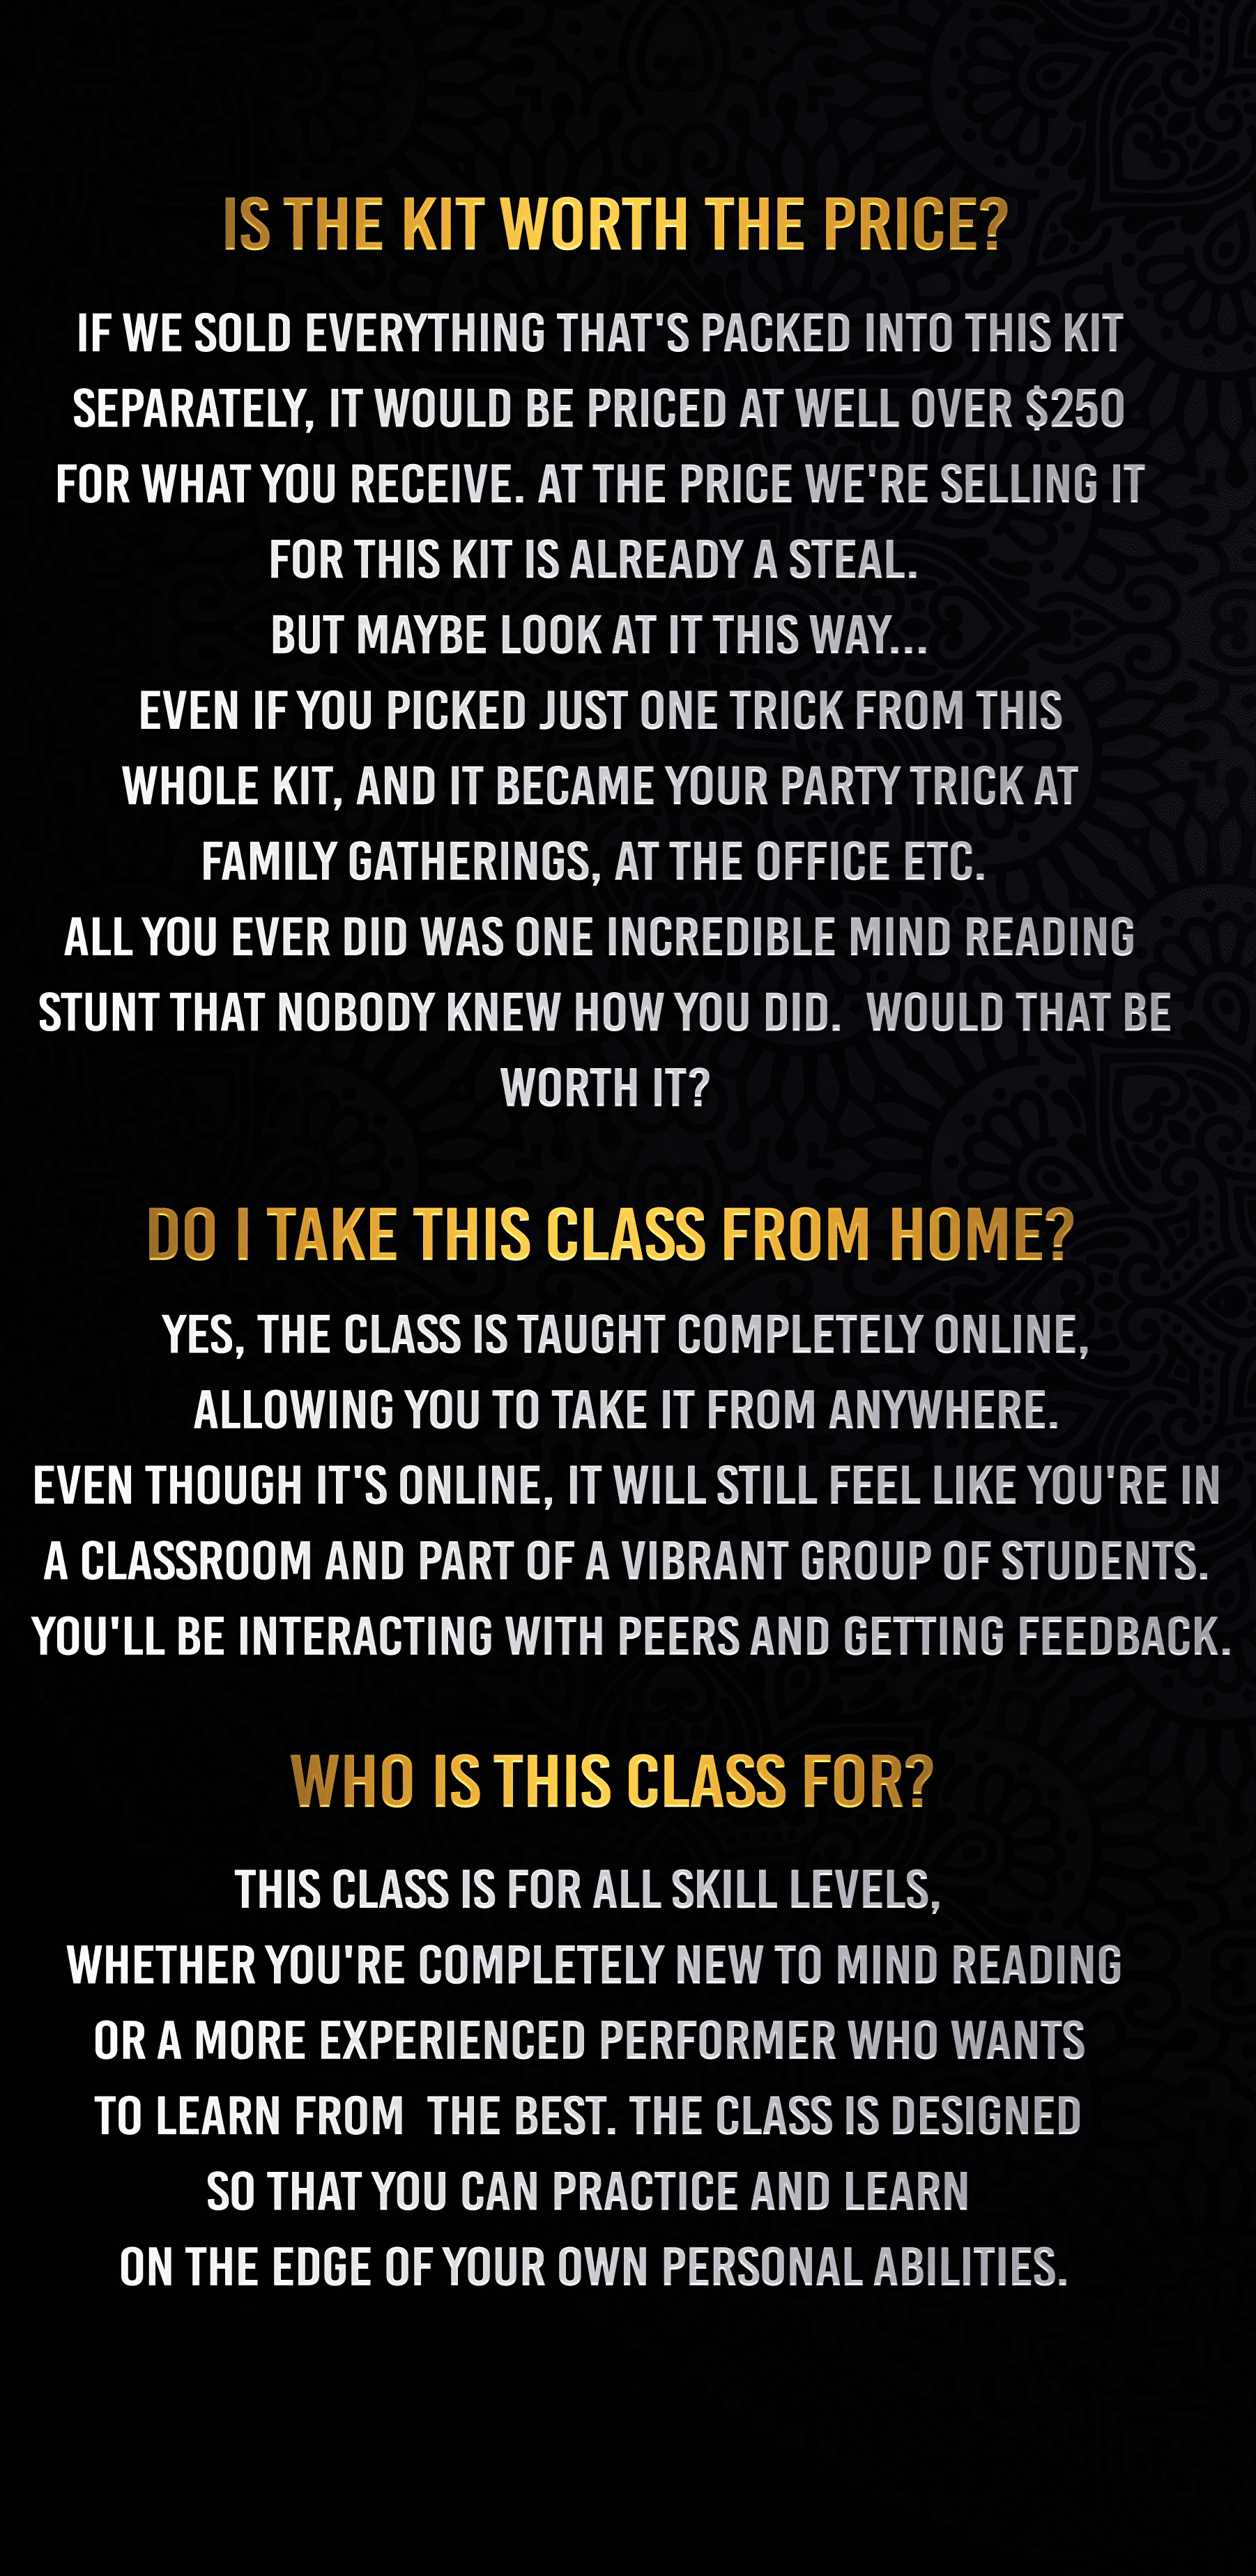 IS THE KIT WORTH THE PRICE?
IF WE SOLD EVERYTHING THAT'S PACKED INTO THIS KIT
SEPARATELY, IT WOULD BE PRICED AT WELL OVER $250
FOR WHAT YOU RECEIVE. AT THE PRICE WE'RE SELLING IT
FOR THIS KIT IS ALREADY A STEAL.
BUT MAYBE LOOK AT IT THIS WAY...
EVEN IF YOU PICKED JUST ONE TRICK FROM THIS
WHOLE KIT, AND IT BECAME YOUR PARTY TRICK AT
FAMILY GATHERINGS, AT THE OFFICE ETC.
ALL YOU EVER DID WAS ONE INCREDIBLE MIND READING
STUNT THAT NOBODY KNEW HOW YOU DID.  WOULD THAT BE
WORTH IT?
DO I TAKE THIS CLASS FROM HOME?
YES, THE CLASS IS TAUGHT COMPLETELY ONLINE,
ALLOWING YOU TO TAKE IT FROM ANYWHERE.
EVEN THOUGH IT'S ONLINE, IT WILL STILL FEEL LIKE YOU'RE IN
A CLASSROOM AND PART OF A VIBRANT GROUP OF STUDENTS.
YOU'LL BE INTERACTING WITH PEERS AND GETTING FEEDBACK.
WHO IS THIS CLASS FOR?
THIS CLASS IS FOR ALL SKILL LEVELS,
WHETHER YOU'RE COMPLETELY NEW TO MIND READING
OR A MORE EXPERIENCED PERFORMER WHO WANTS
TO LEARN FROM  THE BEST. THE CLASS IS DESIGNED
SO THAT YOU CAN PRACTICE AND LEARN
ON THE EDGE OF YOUR OWN PERSONAL ABILITIES.